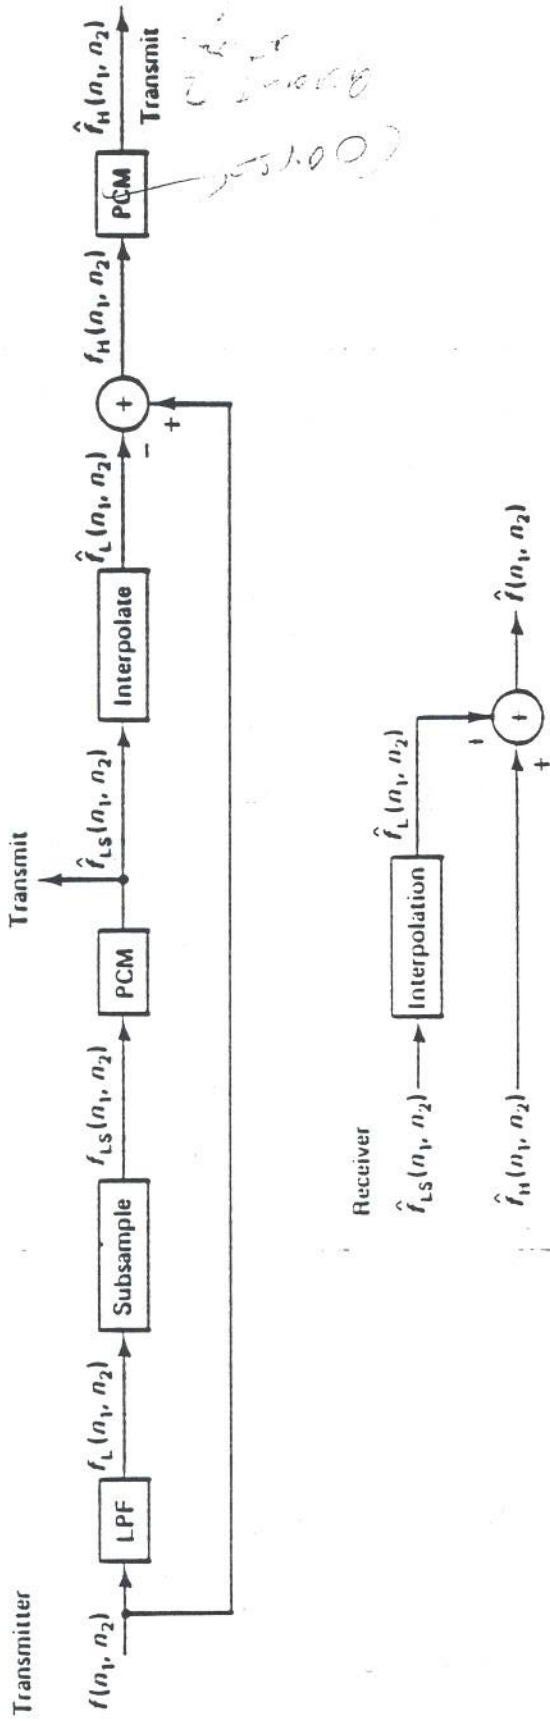 Transmitter
f(n₁, n₂)
LPF
f_L(n₁, n₂)
Subsample
f_LS(n₁, n₂)
PCM
Transmit
f̂_LS(n₁, n₂)
Interpolate
f̂_L(n₁, n₂)
−
+
+
f_H(n₁, n₂)
PCM
f̂_H(n₁, n₂)
Transmit
Receiver
f̂_LS(n₁, n₂)
Interpolation
f̂_L(n₁, n₂)
+
+
f̂_H(n₁, n₂)
+
f̂(n₁, n₂)